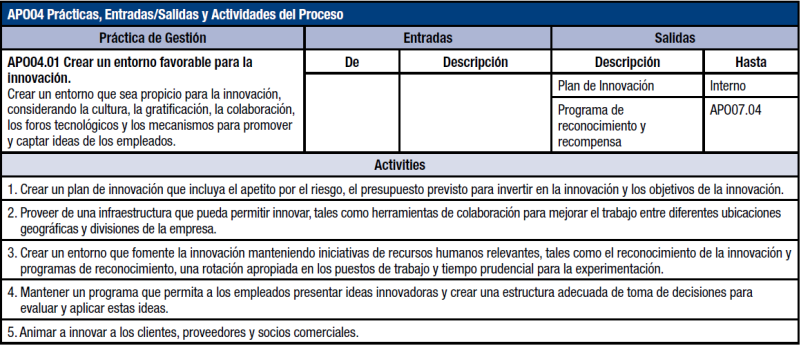 APO04 Prácticas, Entradas/Salidas y Actividades del Proceso
Práctica de Gestión
Entradas
Salidas
APO04.01 Crear un entorno favorable para la
innovación.
Crear un entorno que sea propicio para la innovación,
considerando la cultura, la gratificación, la colaboración,
los foros tecnológicos y los mecanismos para promover
y captar ideas de los empleados.
De
Descripción
Descripción
Hasta
Plan de Innovación
Interno
Programa de
reconocimiento y
recompensa
APO07.04
Activities
1. Crear un plan de innovación que incluya el apetito por el riesgo, el presupuesto previsto para invertir en la innovación y los objetivos de la innovación.
2. Proveer de una infraestructura que pueda permitir innovar, tales como herramientas de colaboración para mejorar el trabajo entre diferentes ubicaciones
geográficas y divisiones de la empresa.
3. Crear un entorno que fomente la innovación manteniendo iniciativas de recursos humanos relevantes, tales como el reconocimiento de la innovación y
programas de reconocimiento, una rotación apropiada en los puestos de trabajo y tiempo prudencial para la experimentación.
4. Mantener un programa que permita a los empleados presentar ideas innovadoras y crear una estructura adecuada de toma de decisiones para
evaluar y aplicar estas ideas.
5. Animar a innovar a los clientes, proveedores y socios comerciales.